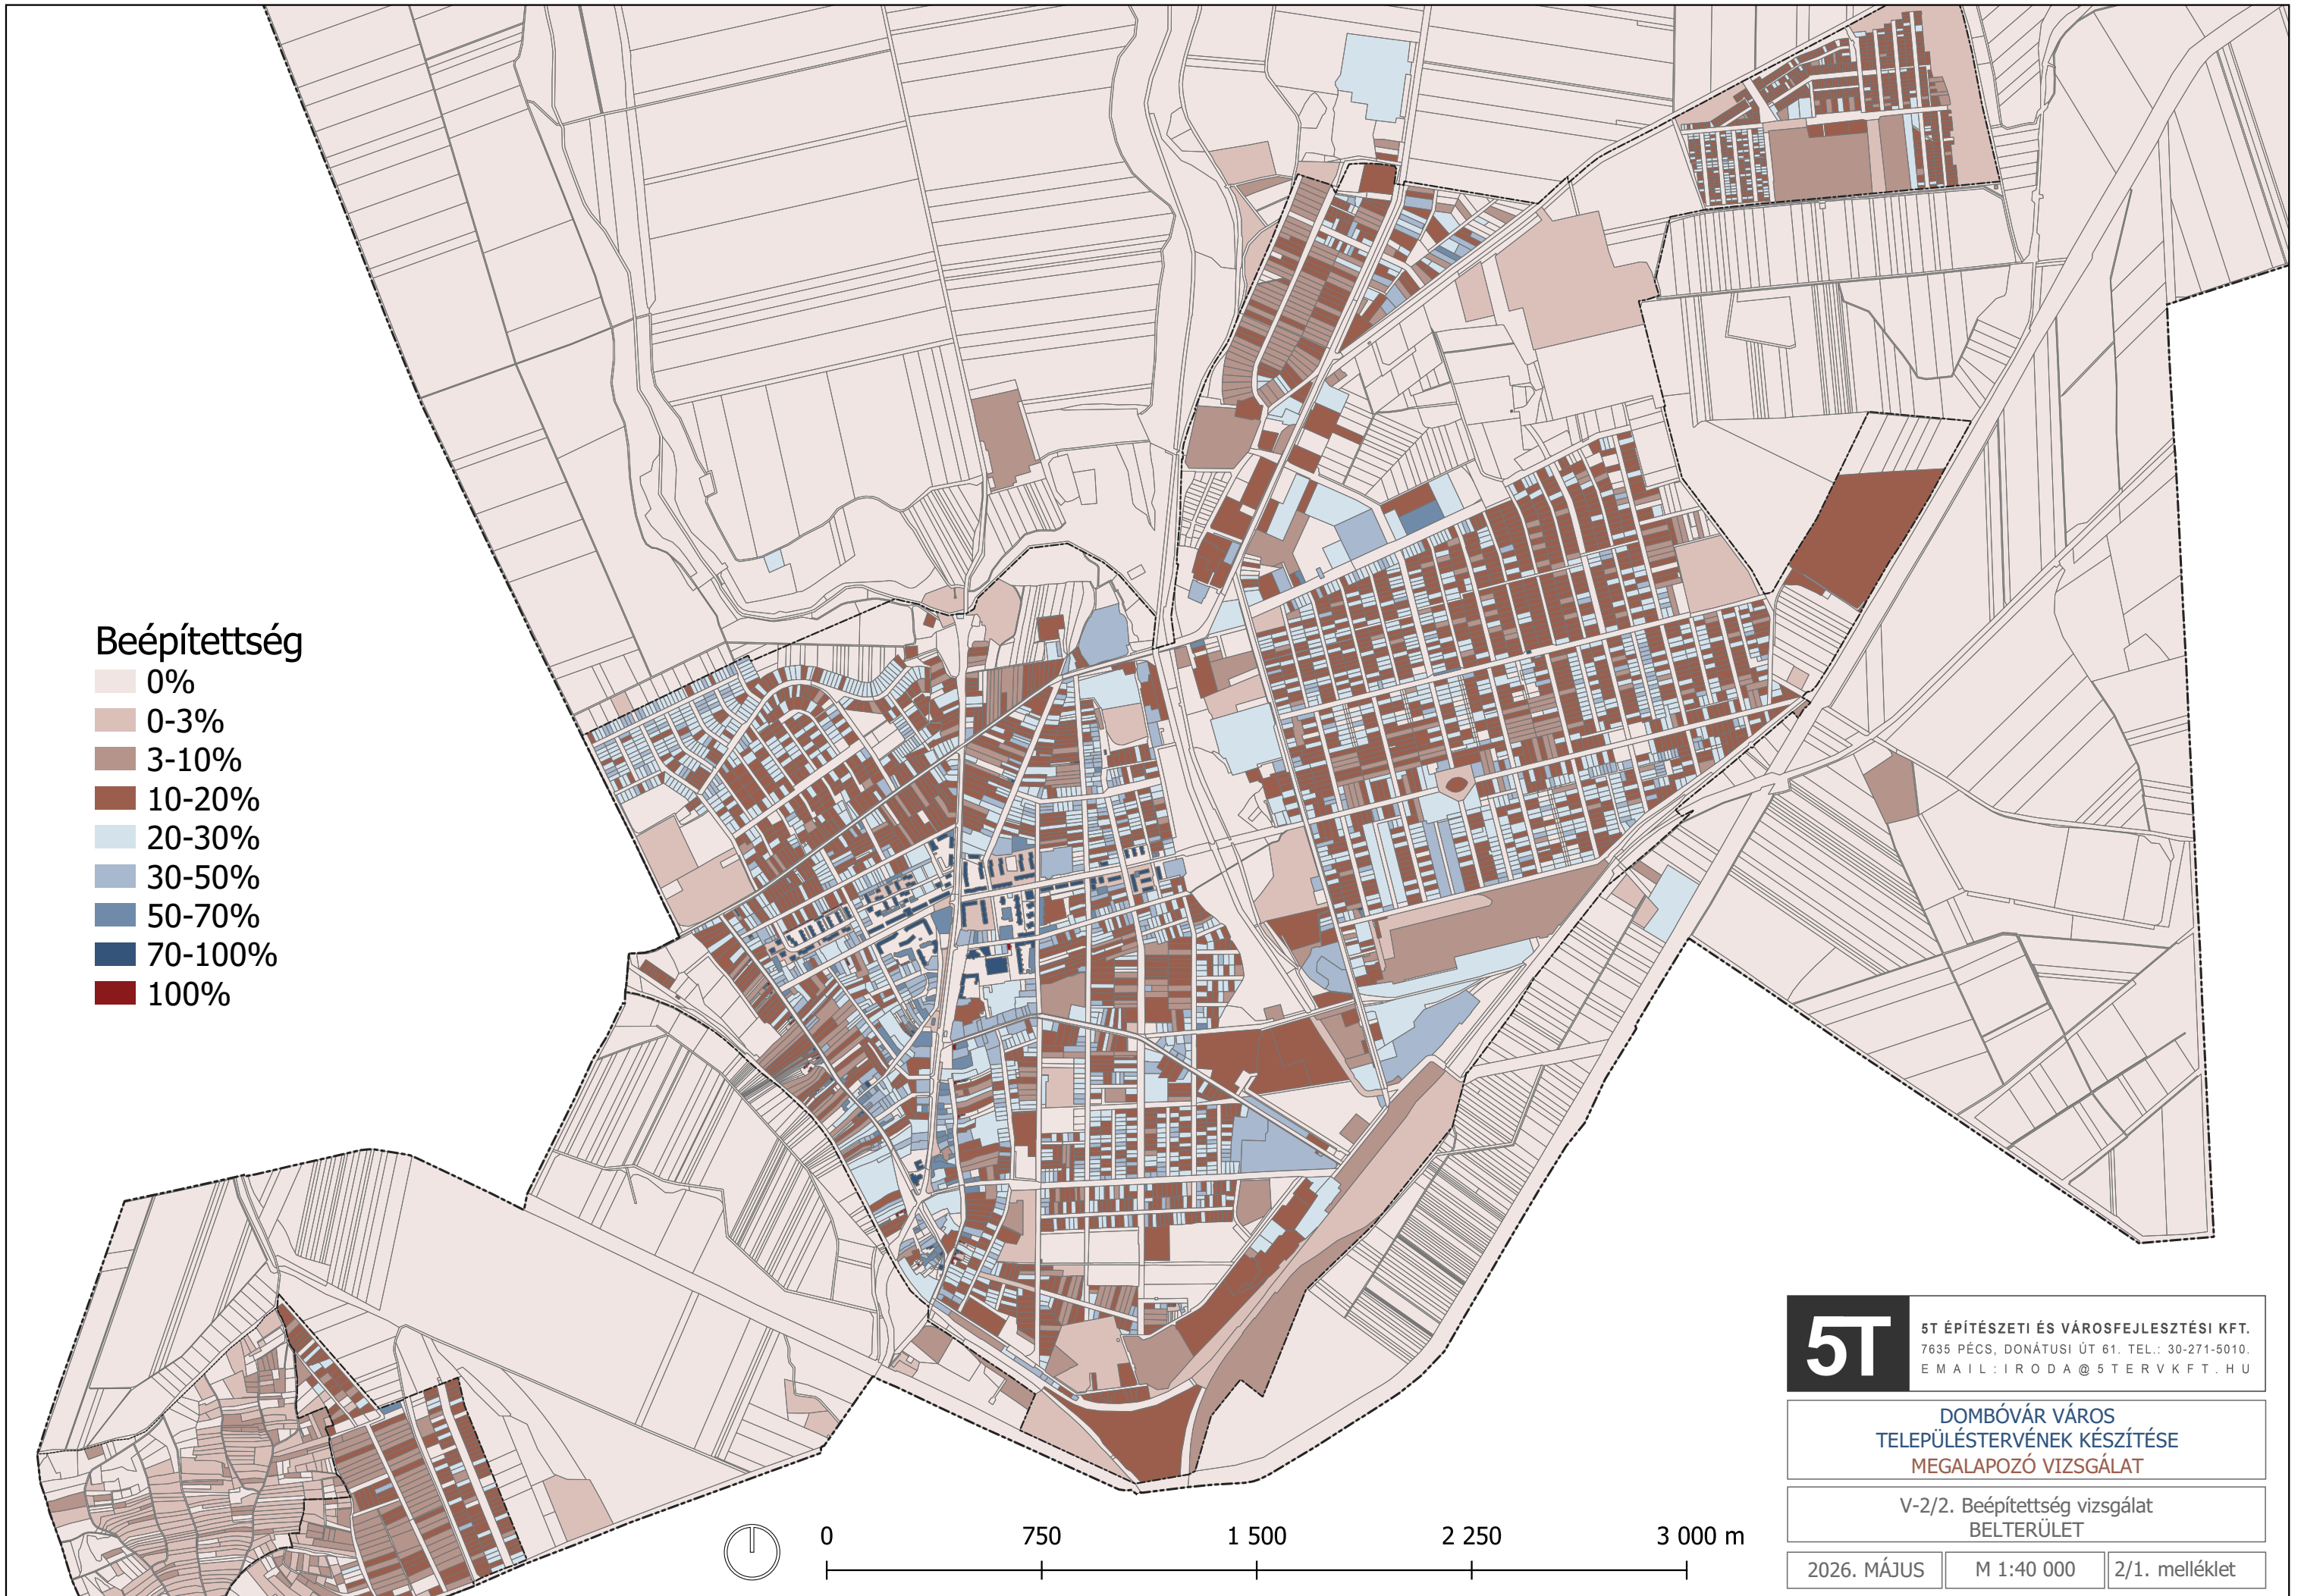 Beépítettség
0%
0-3%
3-10%
10-20%
20-30%
30-50%
50-70%
70-100%
100%
0 750 1 500 2 250 3 000 m
5T
5T ÉPÍTÉSZETI ÉS VÁROSFEJLESZTÉSI KFT.
7635 PÉCS, DONÁTUSI ÚT 61. TEL.: 30-271-5010.
EMAIL:IRODA@5TERVKFT.HU
DOMBÓVÁR VÁROS
TELEPÜLÉSTERVÉNEK KÉSZÍTÉSE
MEGALAPOZÓ VIZSGÁLAT
V-2/2. Beépítettség vizsgálat
BELTERÜLET
2026. MÁJUS M 1:40 000 2/1. melléklet